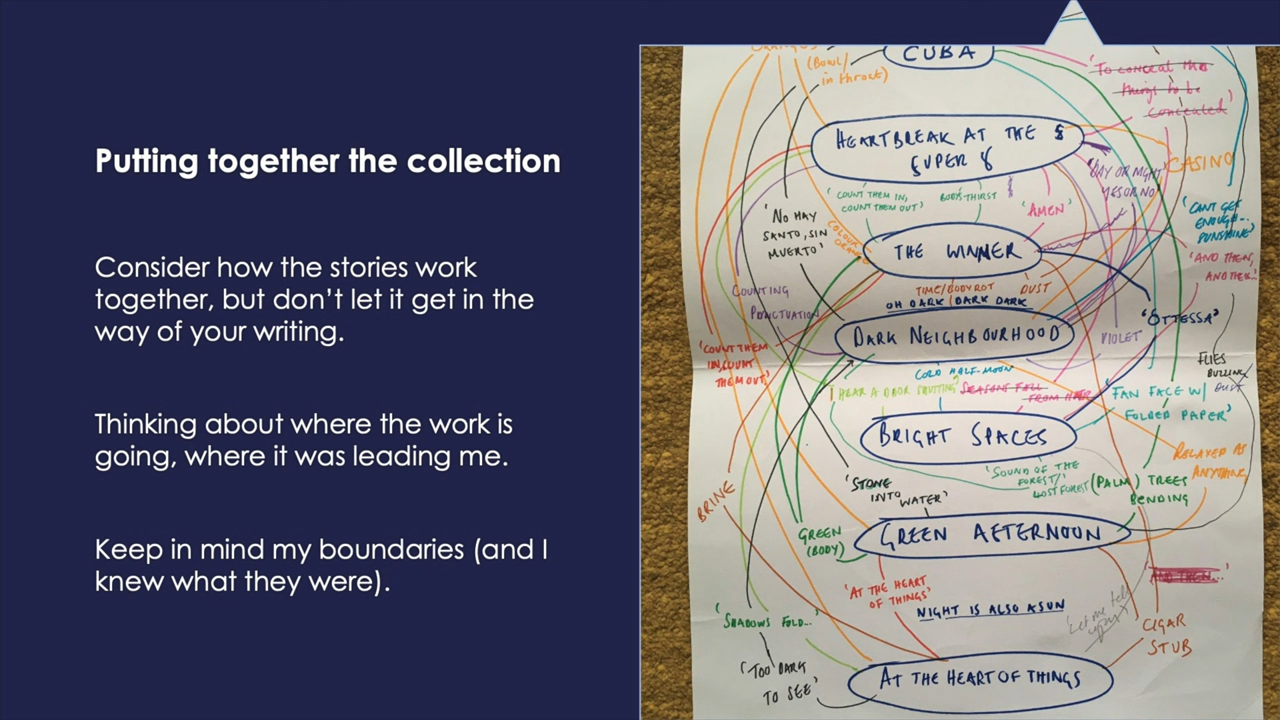 Putting together the collection
Consider how the stories work
together, but don’t let it get in the
way of your writing.
Thinking about where the work is
going, where it was leading me.
Keep in mind my boundaries (and I
knew what they were).
(BOWL/
in throat)
CUBA
'To conceal the
things to be
concealed'
HEARTBREAK AT THE
SUPER 8
'COUNT THEM IN,
COUNT THEM OUT'
BODY-THIRST
'AMEN'
'DAY OR NIGHT
YES OR NO'
CASINO
'NO HAY
SANTO, SIN
MUERTO'
THE WINNER
'CAN'T GET
ENOUGH...
PUNSHINE'
'AND THEN,
ANOTHER.'
COUNTING
PUNCTUATION
TIME/BODYROT
DUST
OH DARK / DARK DARK
DARK NEIGHBOURHOOD
'OTTESSA'
VIOLET
'COUNT THEM
IN, COUNT
THEM OUT'
COLD HALF-MOON
I HEAR A DOOR SHUTTING
SEASONS FALL
FROM HER
FLIES
BUZZING
DUST
'FAN FACE W/
FOLDED PAPER'
BRIGHT SPACES
RELAXED AS
ANYTHING
'SOUND OF THE
FOREST/'
LOST FOREST
(PALM) TREES
BENDING
BRINE
'STONE
INTO
WATER'
GREEN
(BODY)
GREEN AFTERNOON
'AT THE HEART
OF THINGS'
NIGHT IS ALSO A SUN
'Let me tell
CIGAR
STUB
'SHADOWS FOLD...'
'TOO DARK
TO SEE'
AT THE HEART OF THINGS